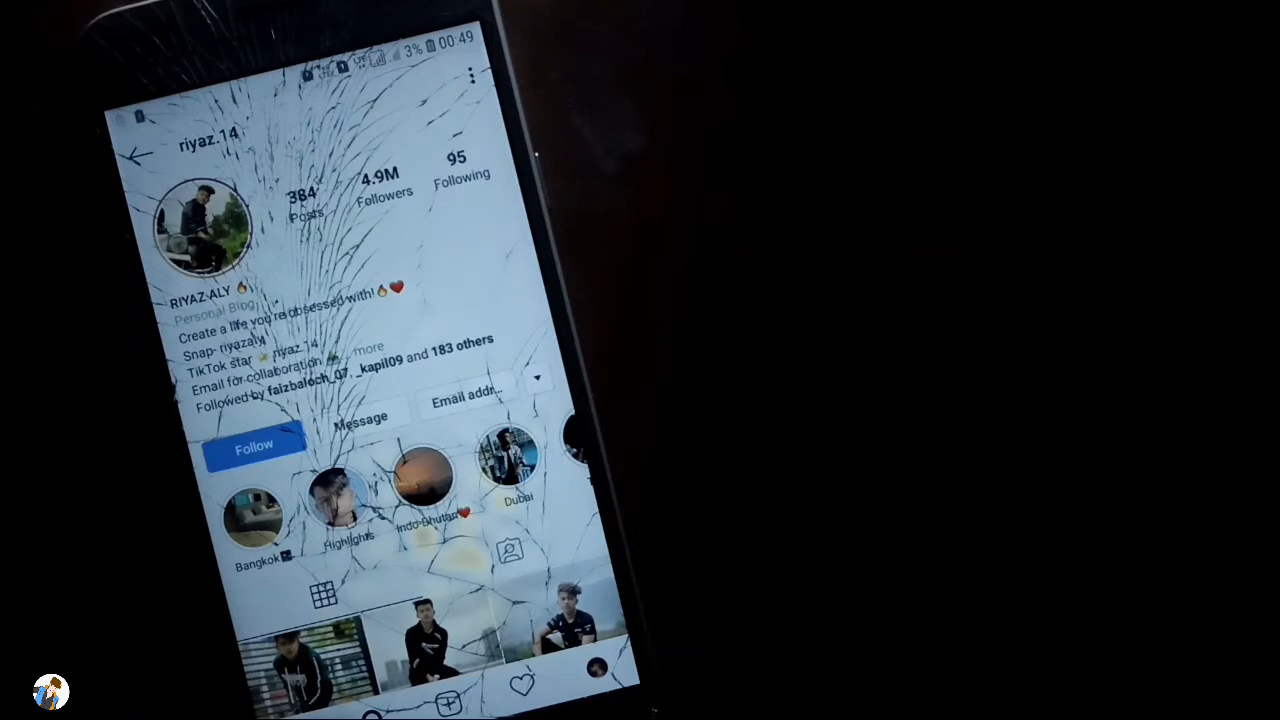 3% 00:49
riyaz.14
384 4.9M 95
Posts Followers Following
RIYAZ ALY 🔥
Personal Blog
Create a life you're obsessed with!🔥❤️
Snap- riyazaly
TikTok star riyaz.14
Email for collaboration ... more
Followed by faizbaloch_07, _kapil09 and 183 others
Follow Message Email addr...
Bangkok Highlights Indo-Bhutan❤️ Dubai